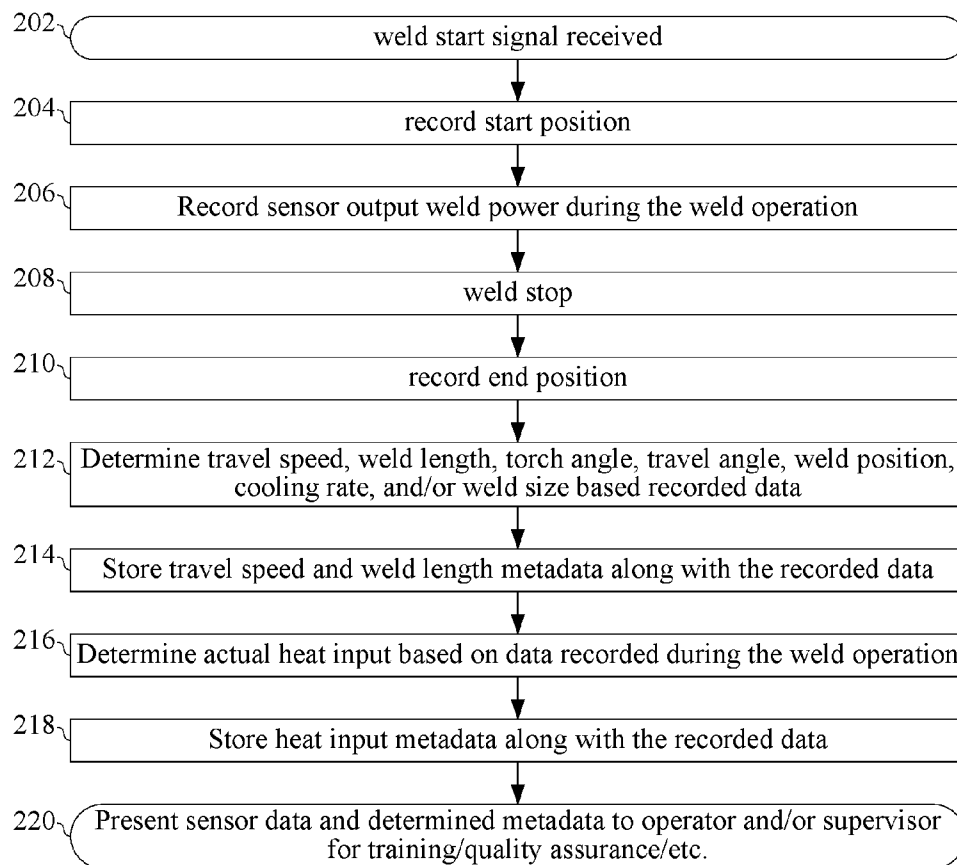 202
weld start signal received
204
record start position
206
Record sensor output weld power during the weld operation
208
weld stop
210
record end position
212
Determine travel speed, weld length, torch angle, travel angle, weld position,
cooling rate, and/or weld size based recorded data
214
Store travel speed and weld length metadata along with the recorded data
216
Determine actual heat input based on data recorded during the weld operation
218
Store heat input metadata along with the recorded data
220
Present sensor data and determined metadata to operator and/or supervisor
for training/quality assurance/etc.